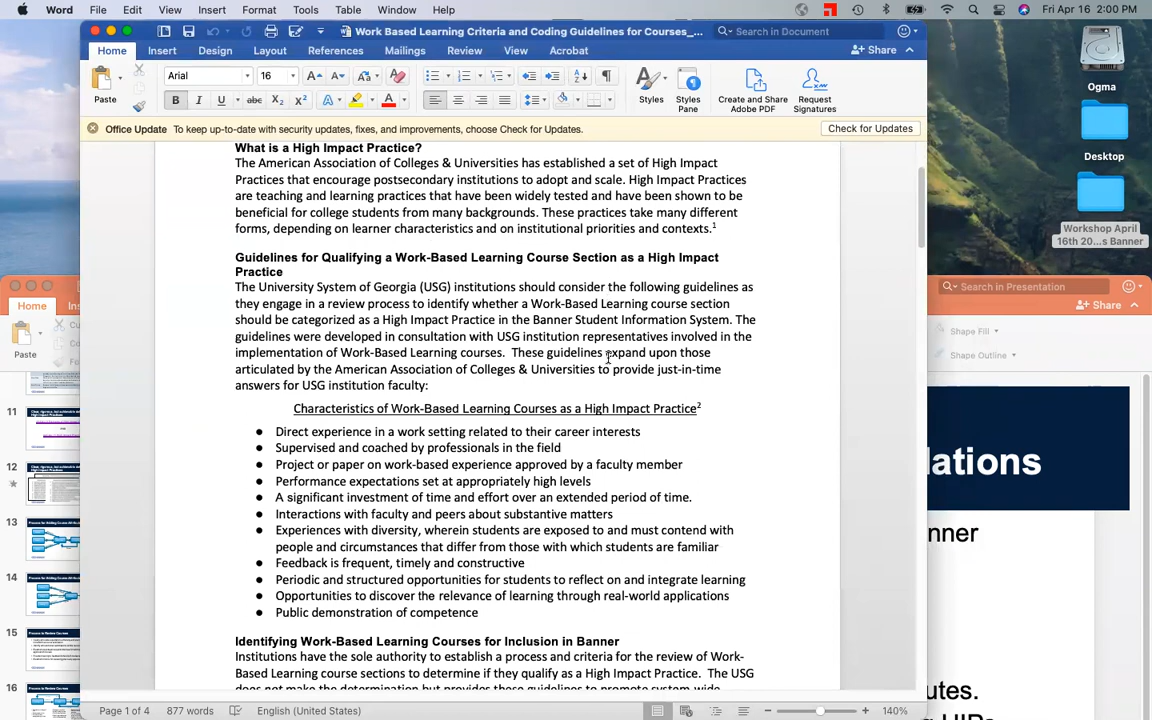 Word File Edit View Insert Format Tools Table Window Help Fri Apr 16 2:00 PM
Work Based Learning Criteria and Coding Guidelines for Courses_... Search in Document
Home Insert Design Layout References Mailings Review View Acrobat Share
Paste Arial 16 Styles Styles Pane Create and Share Adobe PDF Request Signatures
Office Update To keep up-to-date with security updates, fixes, and improvements, choose Check for Updates. Check for Updates
What is a High Impact Practice?
The American Association of Colleges & Universities has established a set of High Impact
Practices that encourage postsecondary institutions to adopt and scale. High Impact Practices
are teaching and learning practices that have been widely tested and have been shown to be
beneficial for college students from many backgrounds. These practices take many different
forms, depending on learner characteristics and on institutional priorities and contexts.1
Guidelines for Qualifying a Work-Based Learning Course Section as a High Impact
Practice
The University System of Georgia (USG) institutions should consider the following guidelines as
they engage in a review process to identify whether a Work-Based Learning course section
should be categorized as a High Impact Practice in the Banner Student Information System. The
guidelines were developed in consultation with USG institution representatives involved in the
implementation of Work-Based Learning courses. These guidelines expand upon those
articulated by the American Association of Colleges & Universities to provide just-in-time
answers for USG institution faculty:
Characteristics of Work-Based Learning Courses as a High Impact Practice2
● Direct experience in a work setting related to their career interests
● Supervised and coached by professionals in the field
● Project or paper on work-based experience approved by a faculty member
● Performance expectations set at appropriately high levels
● A significant investment of time and effort over an extended period of time.
● Interactions with faculty and peers about substantive matters
● Experiences with diversity, wherein students are exposed to and must contend with
people and circumstances that differ from those with which students are familiar
● Feedback is frequent, timely and constructive
● Periodic and structured opportunities for students to reflect on and integrate learning
● Opportunities to discover the relevance of learning through real-world applications
● Public demonstration of competence
Identifying Work-Based Learning Courses for Inclusion in Banner
Institutions have the sole authority to establish a process and criteria for the review of Work-
Based Learning course sections to determine if they qualify as a High Impact Practice. The USG
does not make the determination but provides these guidelines to promote system-wide
Page 1 of 4 877 words English (United States) 140%
Ogma
Desktop
Workshop April
16th 20...s Banner
Search in Presentation
Share
Shape Fill
Shape Outline
Home
Paste
11
12
13
14
15
16
lations
nner
utes.